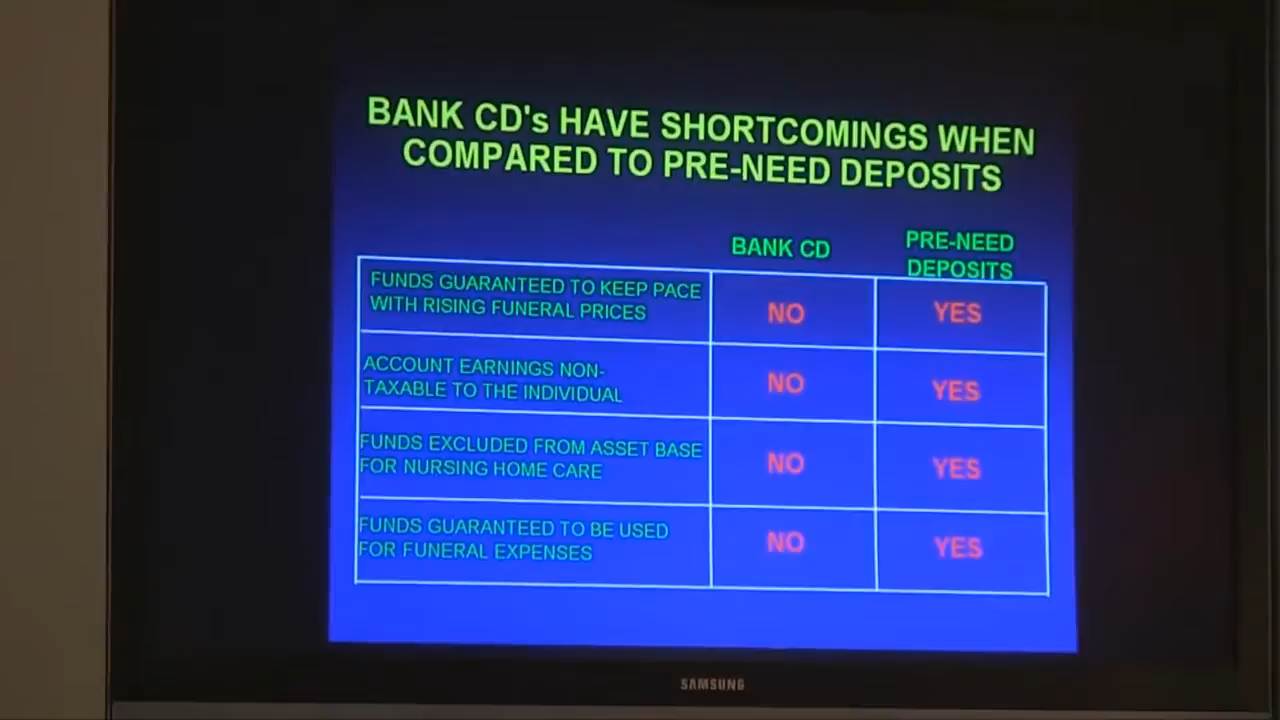 BANK CD's HAVE SHORTCOMINGS WHEN
COMPARED TO PRE-NEED DEPOSITS
BANK CD
PRE-NEED
DEPOSITS
FUNDS GUARANTEED TO KEEP PACE
WITH RISING FUNERAL PRICES
NO
YES
ACCOUNT EARNINGS NON-
TAXABLE TO THE INDIVIDUAL
NO
YES
FUNDS EXCLUDED FROM ASSET BASE
FOR NURSING HOME CARE
NO
YES
FUNDS GUARANTEED TO BE USED
FOR FUNERAL EXPENSES
NO
YES
SAMSUNG